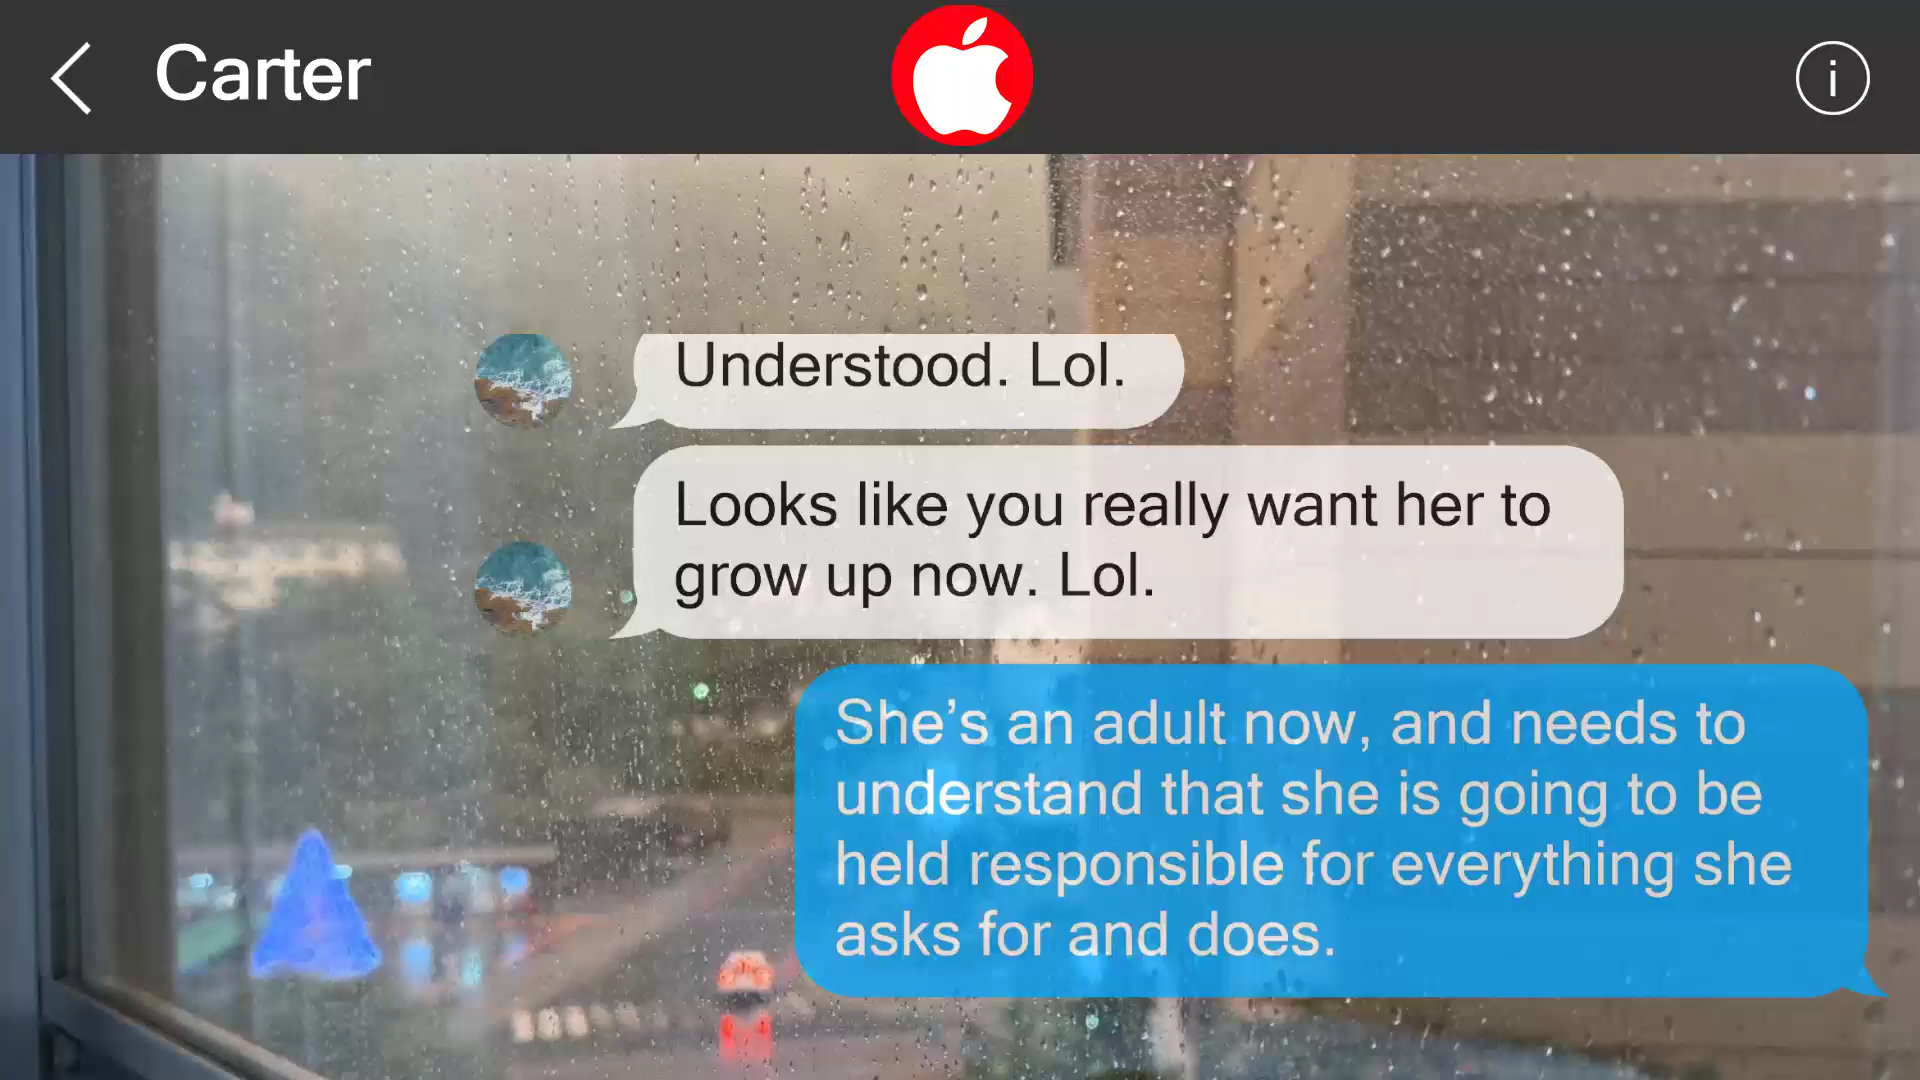 Carter
i
Understood. Lol.
Looks like you really want her to
grow up now. Lol.
She’s an adult now, and needs to
understand that she is going to be
held responsible for everything she
asks for and does.